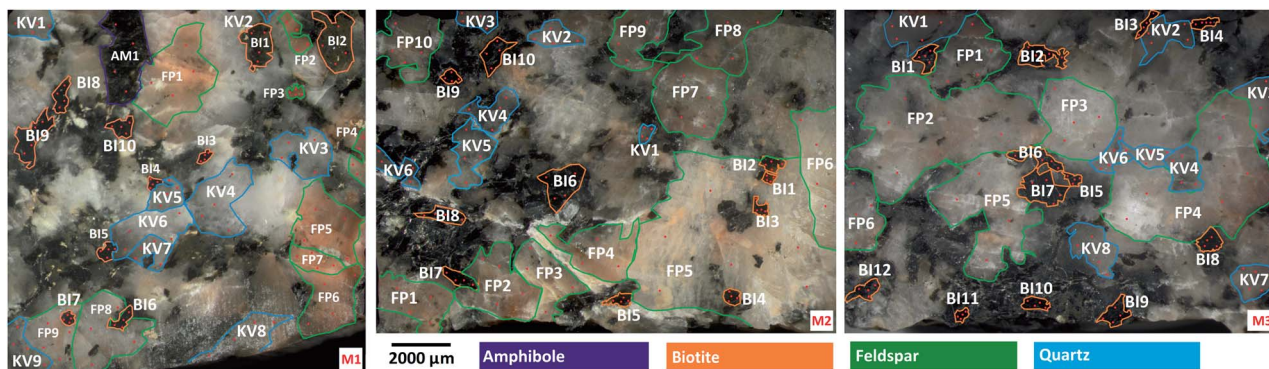 KV1
KV2
BI1
BI2
AM1
FP1
FP2
BI8
FP3
BI9
BI10
BI3
KV3
FP4
BI4
KV5
KV4
KV6
BI5
KV7
FP5
FP7
FP6
BI7
BI6
FP8
FP9
KV8
KV9
M1
KV3
KV2
FP10
BI10
FP9
FP8
BI9
KV4
FP7
KV5
KV1
KV6
BI6
BI2
FP6
BI1
BI8
BI3
BI7
FP4
FP3
FP5
FP2
FP1
BI4
BI5
M2
KV1
BI3
KV2
BI4
BI1
FP1
BI2
FP3
FP2
BI6
KV6
KV5
KV4
BI7
BI5
FP5
FP4
FP6
KV8
BI8
BI12
KV7
BI11
BI10
BI9
M3
2000 µm
Amphibole
Biotite
Feldspar
Quartz